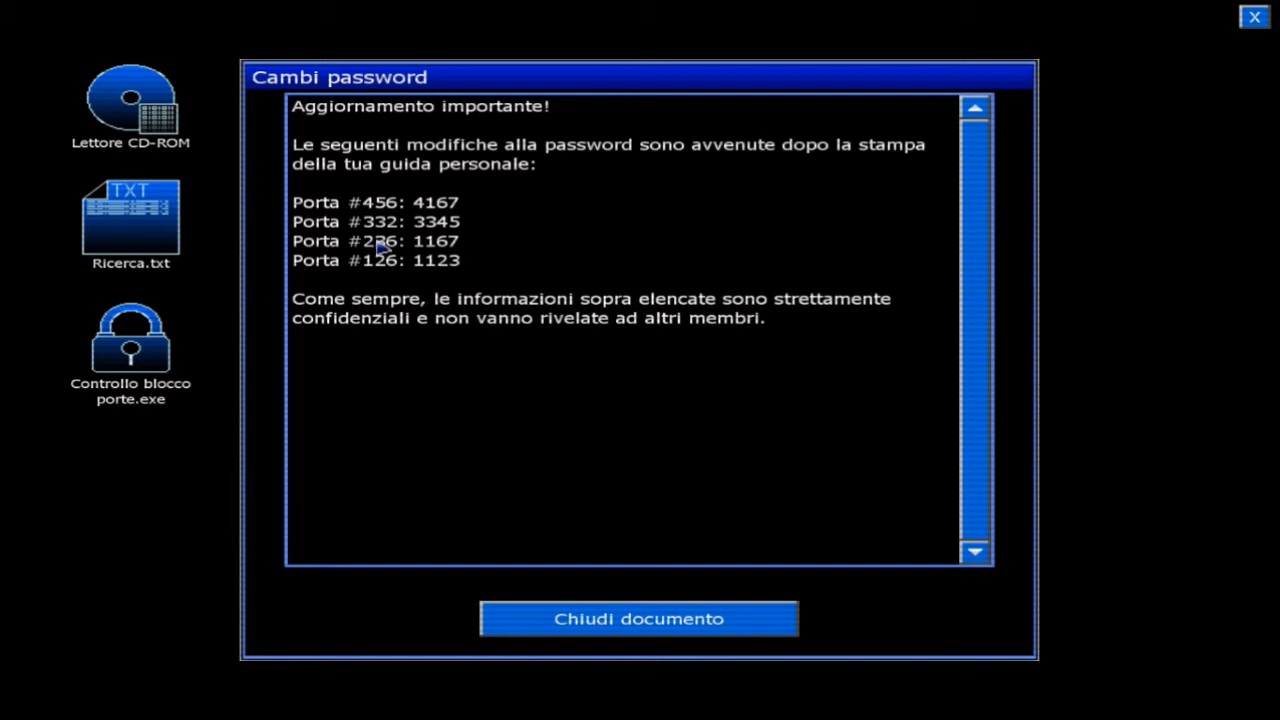 X
Cambi password
Aggiornamento importante!
Le seguenti modifiche alla password sono avvenute dopo la stampa
della tua guida personale:
Porta #456: 4167
Porta #332: 3345
Porta #236: 1167
Porta #126: 1123
Come sempre, le informazioni sopra elencate sono strettamente
confidenziali e non vanno rivelate ad altri membri.
Chiudi documento
Lettore CD-ROM
TXT
Ricerca.txt
Controllo blocco
porte.exe